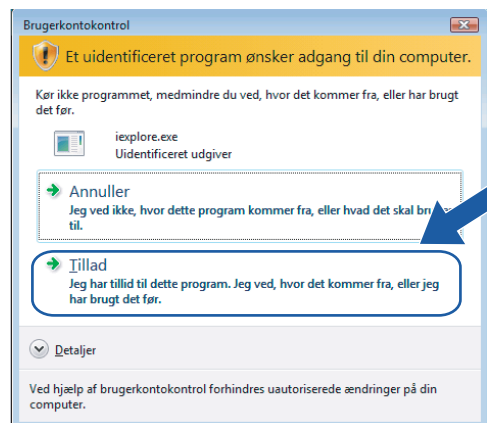 Brugerkontokontrol
Et uidentificeret program ønsker adgang til din computer.
Kør ikke programmet, medmindre du ved, hvor det kommer fra, eller har brugt
det før.
iexplore.exe
Uidentificeret udgiver
Annuller
Jeg ved ikke, hvor dette program kommer fra, eller hvad det skal
til.
Tillad
Jeg har tillid til dette program. Jeg ved, hvor det kommer fra, eller jeg
har brugt det før.
Detaljer
Ved hjælp af brugerkontokontrol forhindres uautoriserede ændringer på din
computer.